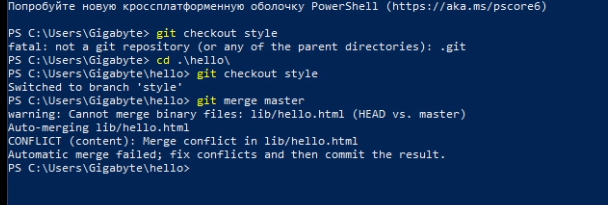 Попробуйте новую кроссплатформенную оболочку PowerShell (https://aka.ms/pscore6)
PS C:\Users\Gigabyte> git checkout style
fatal: not a git repository (or any of the parent directories): .git
PS C:\Users\Gigabyte> cd .\hello\
PS C:\Users\Gigabyte\hello> git checkout style
Switched to branch 'style'
PS C:\Users\Gigabyte\hello> git merge master
warning: Cannot merge binary files: lib/hello.html (HEAD vs. master)
Auto-merging lib/hello.html
CONFLICT (content): Merge conflict in lib/hello.html
Automatic merge failed; fix conflicts and then commit the result.
PS C:\Users\Gigabyte\hello>